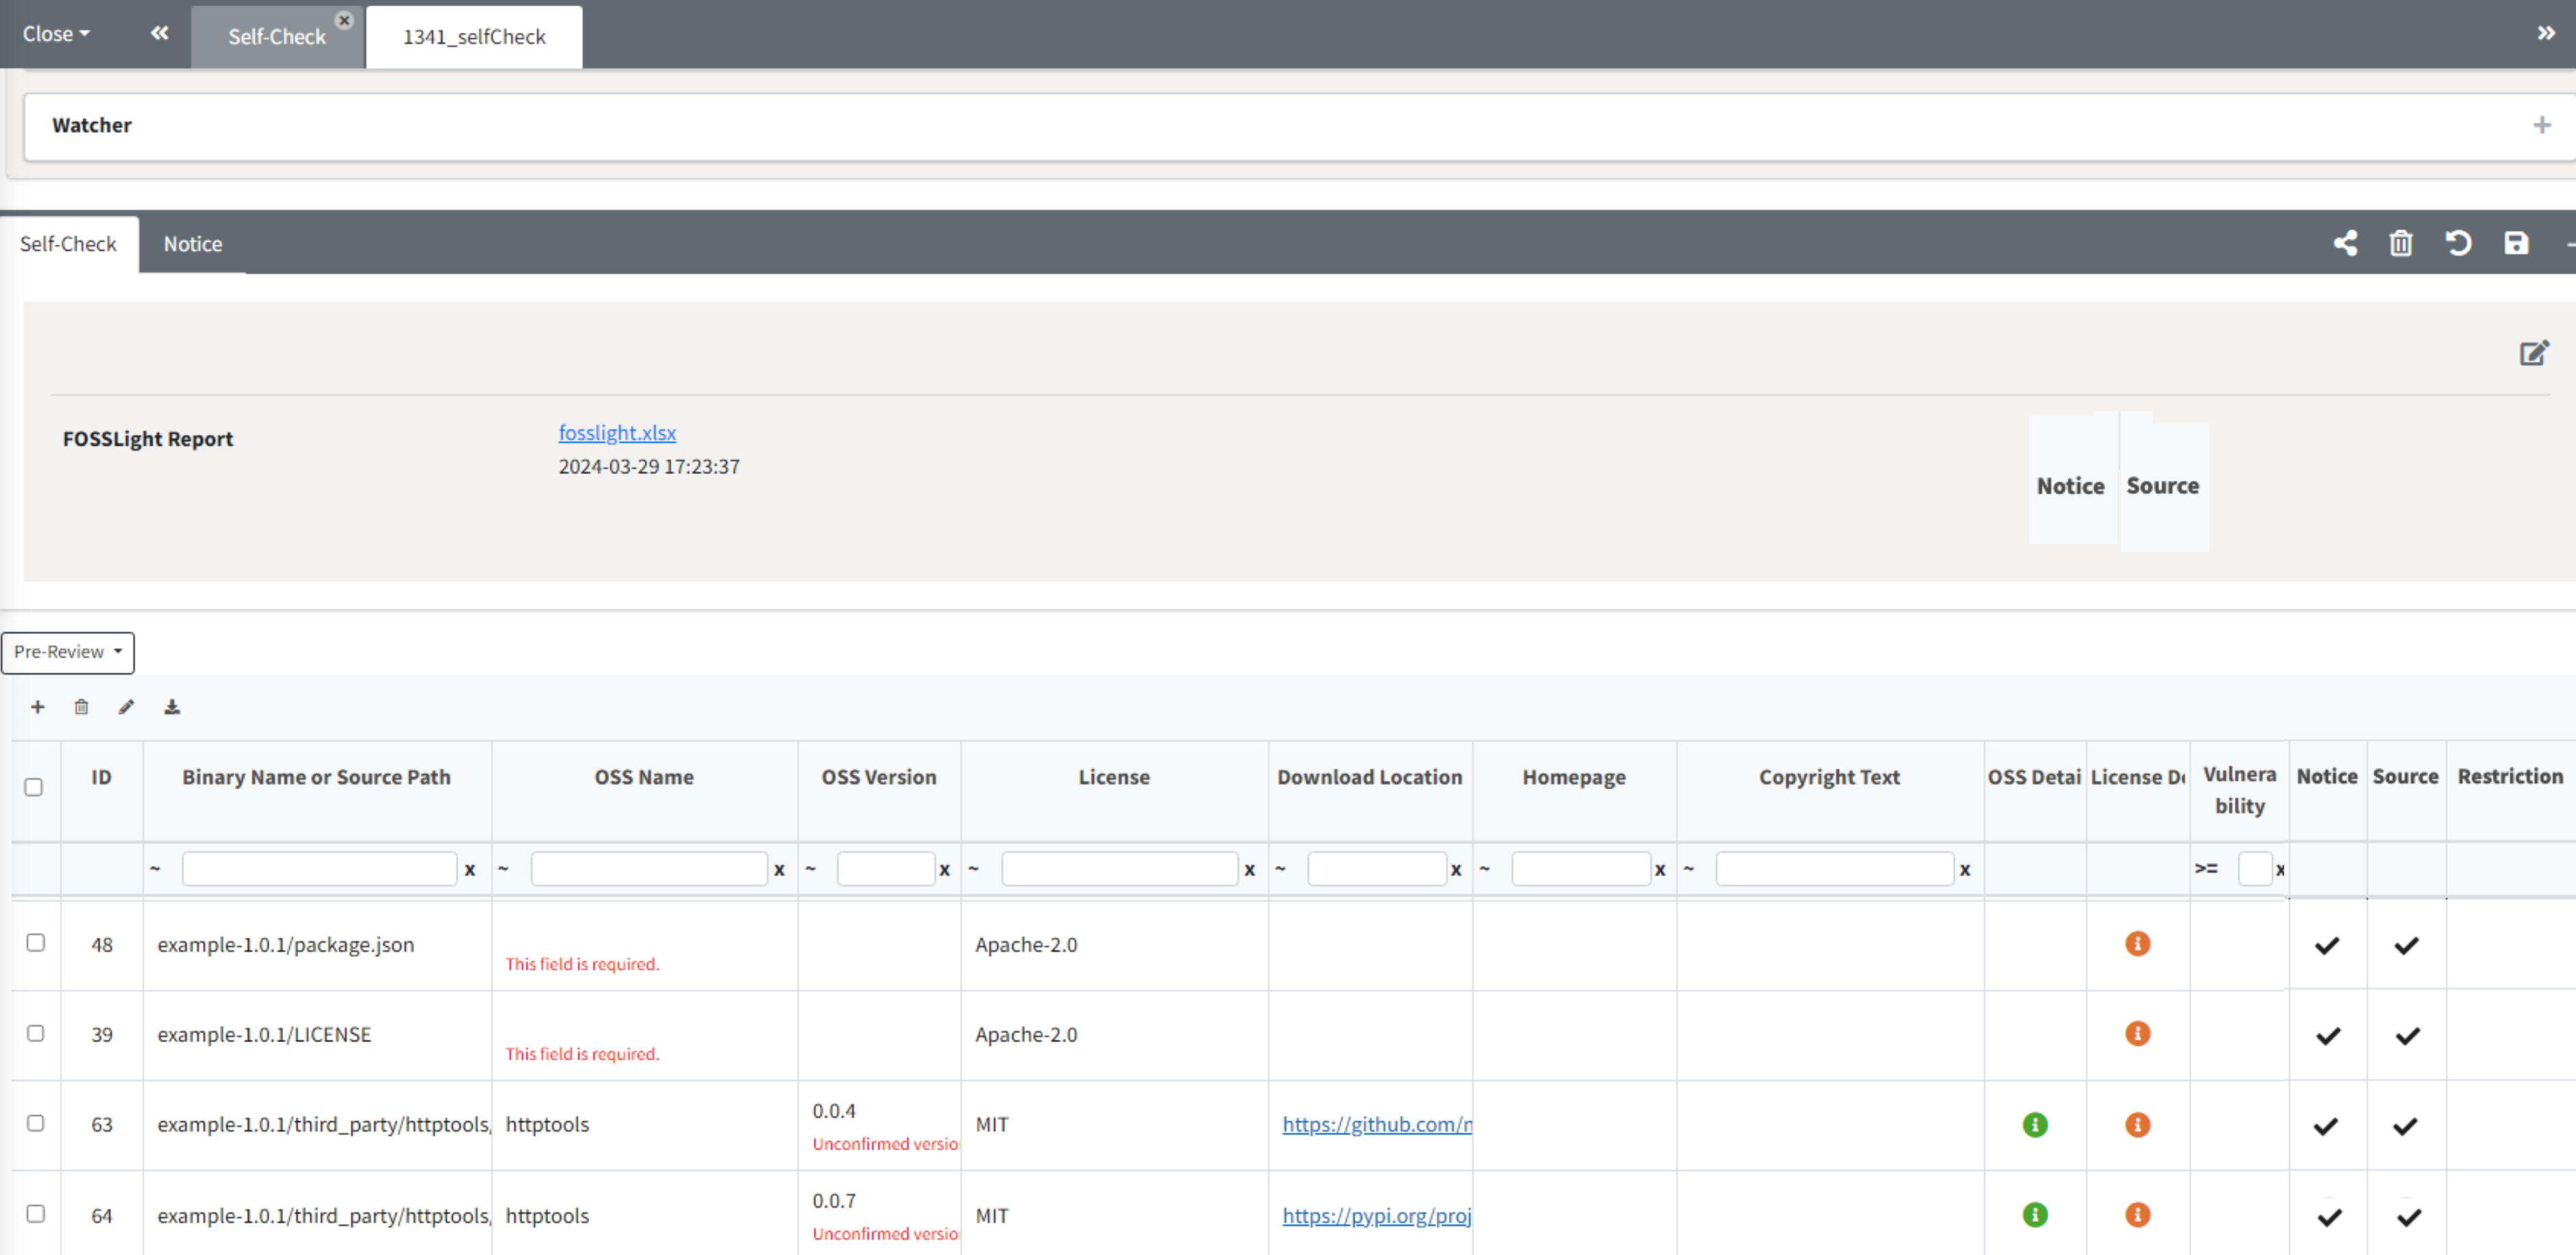 Close
Self-Check
1341_selfCheck
Watcher
Self-Check
Notice
FOSSLight Report
fosslight.xlsx
2024-03-29 17:23:37
Notice Source
Pre-Review
ID Binary Name or Source Path OSS Name OSS Version License Download Location Homepage Copyright Text OSS Detai License De Vulnera Notice Source Restriction
bility
~ x ~ x ~ x ~ x ~ x ~ x ~ x >= x
48 example-1.0.1/package.json Apache-2.0
This field is required.
39 example-1.0.1/LICENSE Apache-2.0
This field is required.
0.0.4
63 example-1.0.1/third_party/httptools/ httptools MIT https://github.com/
Unconfirmed versio
0.0.7
64 example-1.0.1/third_party/httptools/ httptools MIT https://pypi.org/proj
Unconfirmed versio